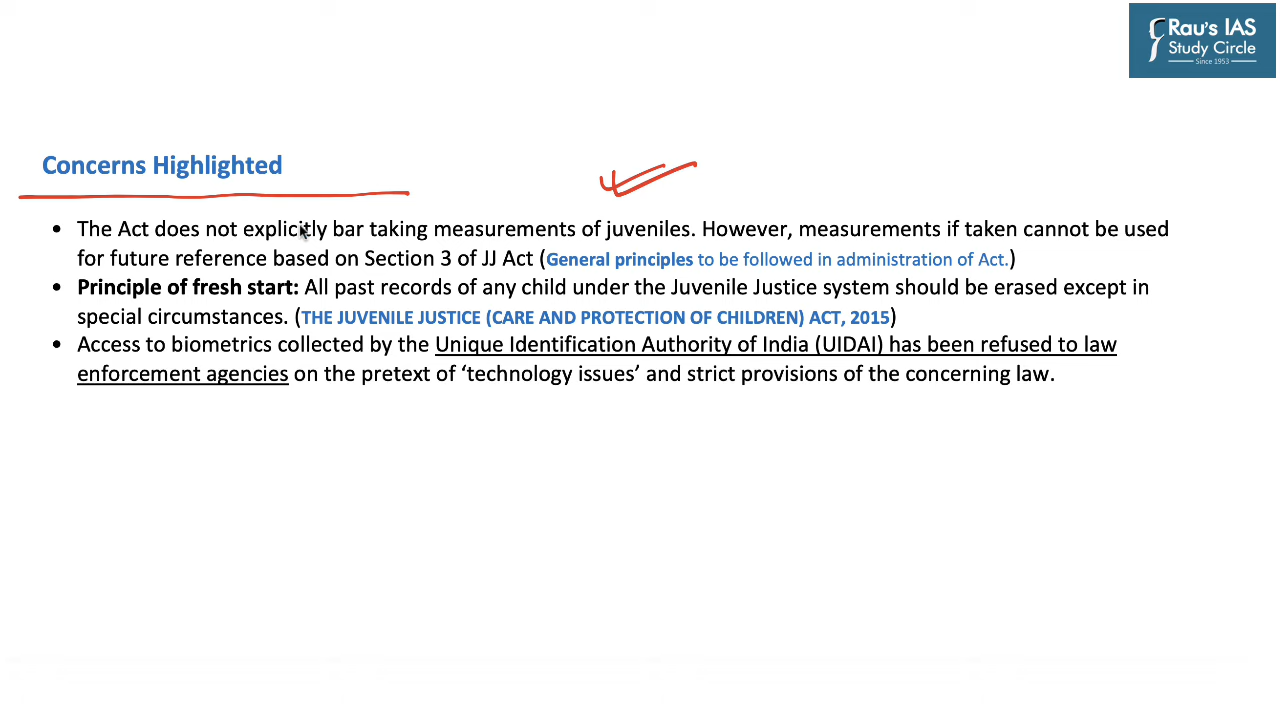 Rau's IAS
Study Circle
Since 1953
Concerns Highlighted
• The Act does not explicitly bar taking measurements of juveniles. However, measurements if taken cannot be used
for future reference based on Section 3 of JJ Act (General principles to be followed in administration of Act.)
• Principle of fresh start: All past records of any child under the Juvenile Justice system should be erased except in
special circumstances. (THE JUVENILE JUSTICE (CARE AND PROTECTION OF CHILDREN) ACT, 2015)
• Access to biometrics collected by the Unique Identification Authority of India (UIDAI) has been refused to law
enforcement agencies on the pretext of ‘technology issues’ and strict provisions of the concerning law.